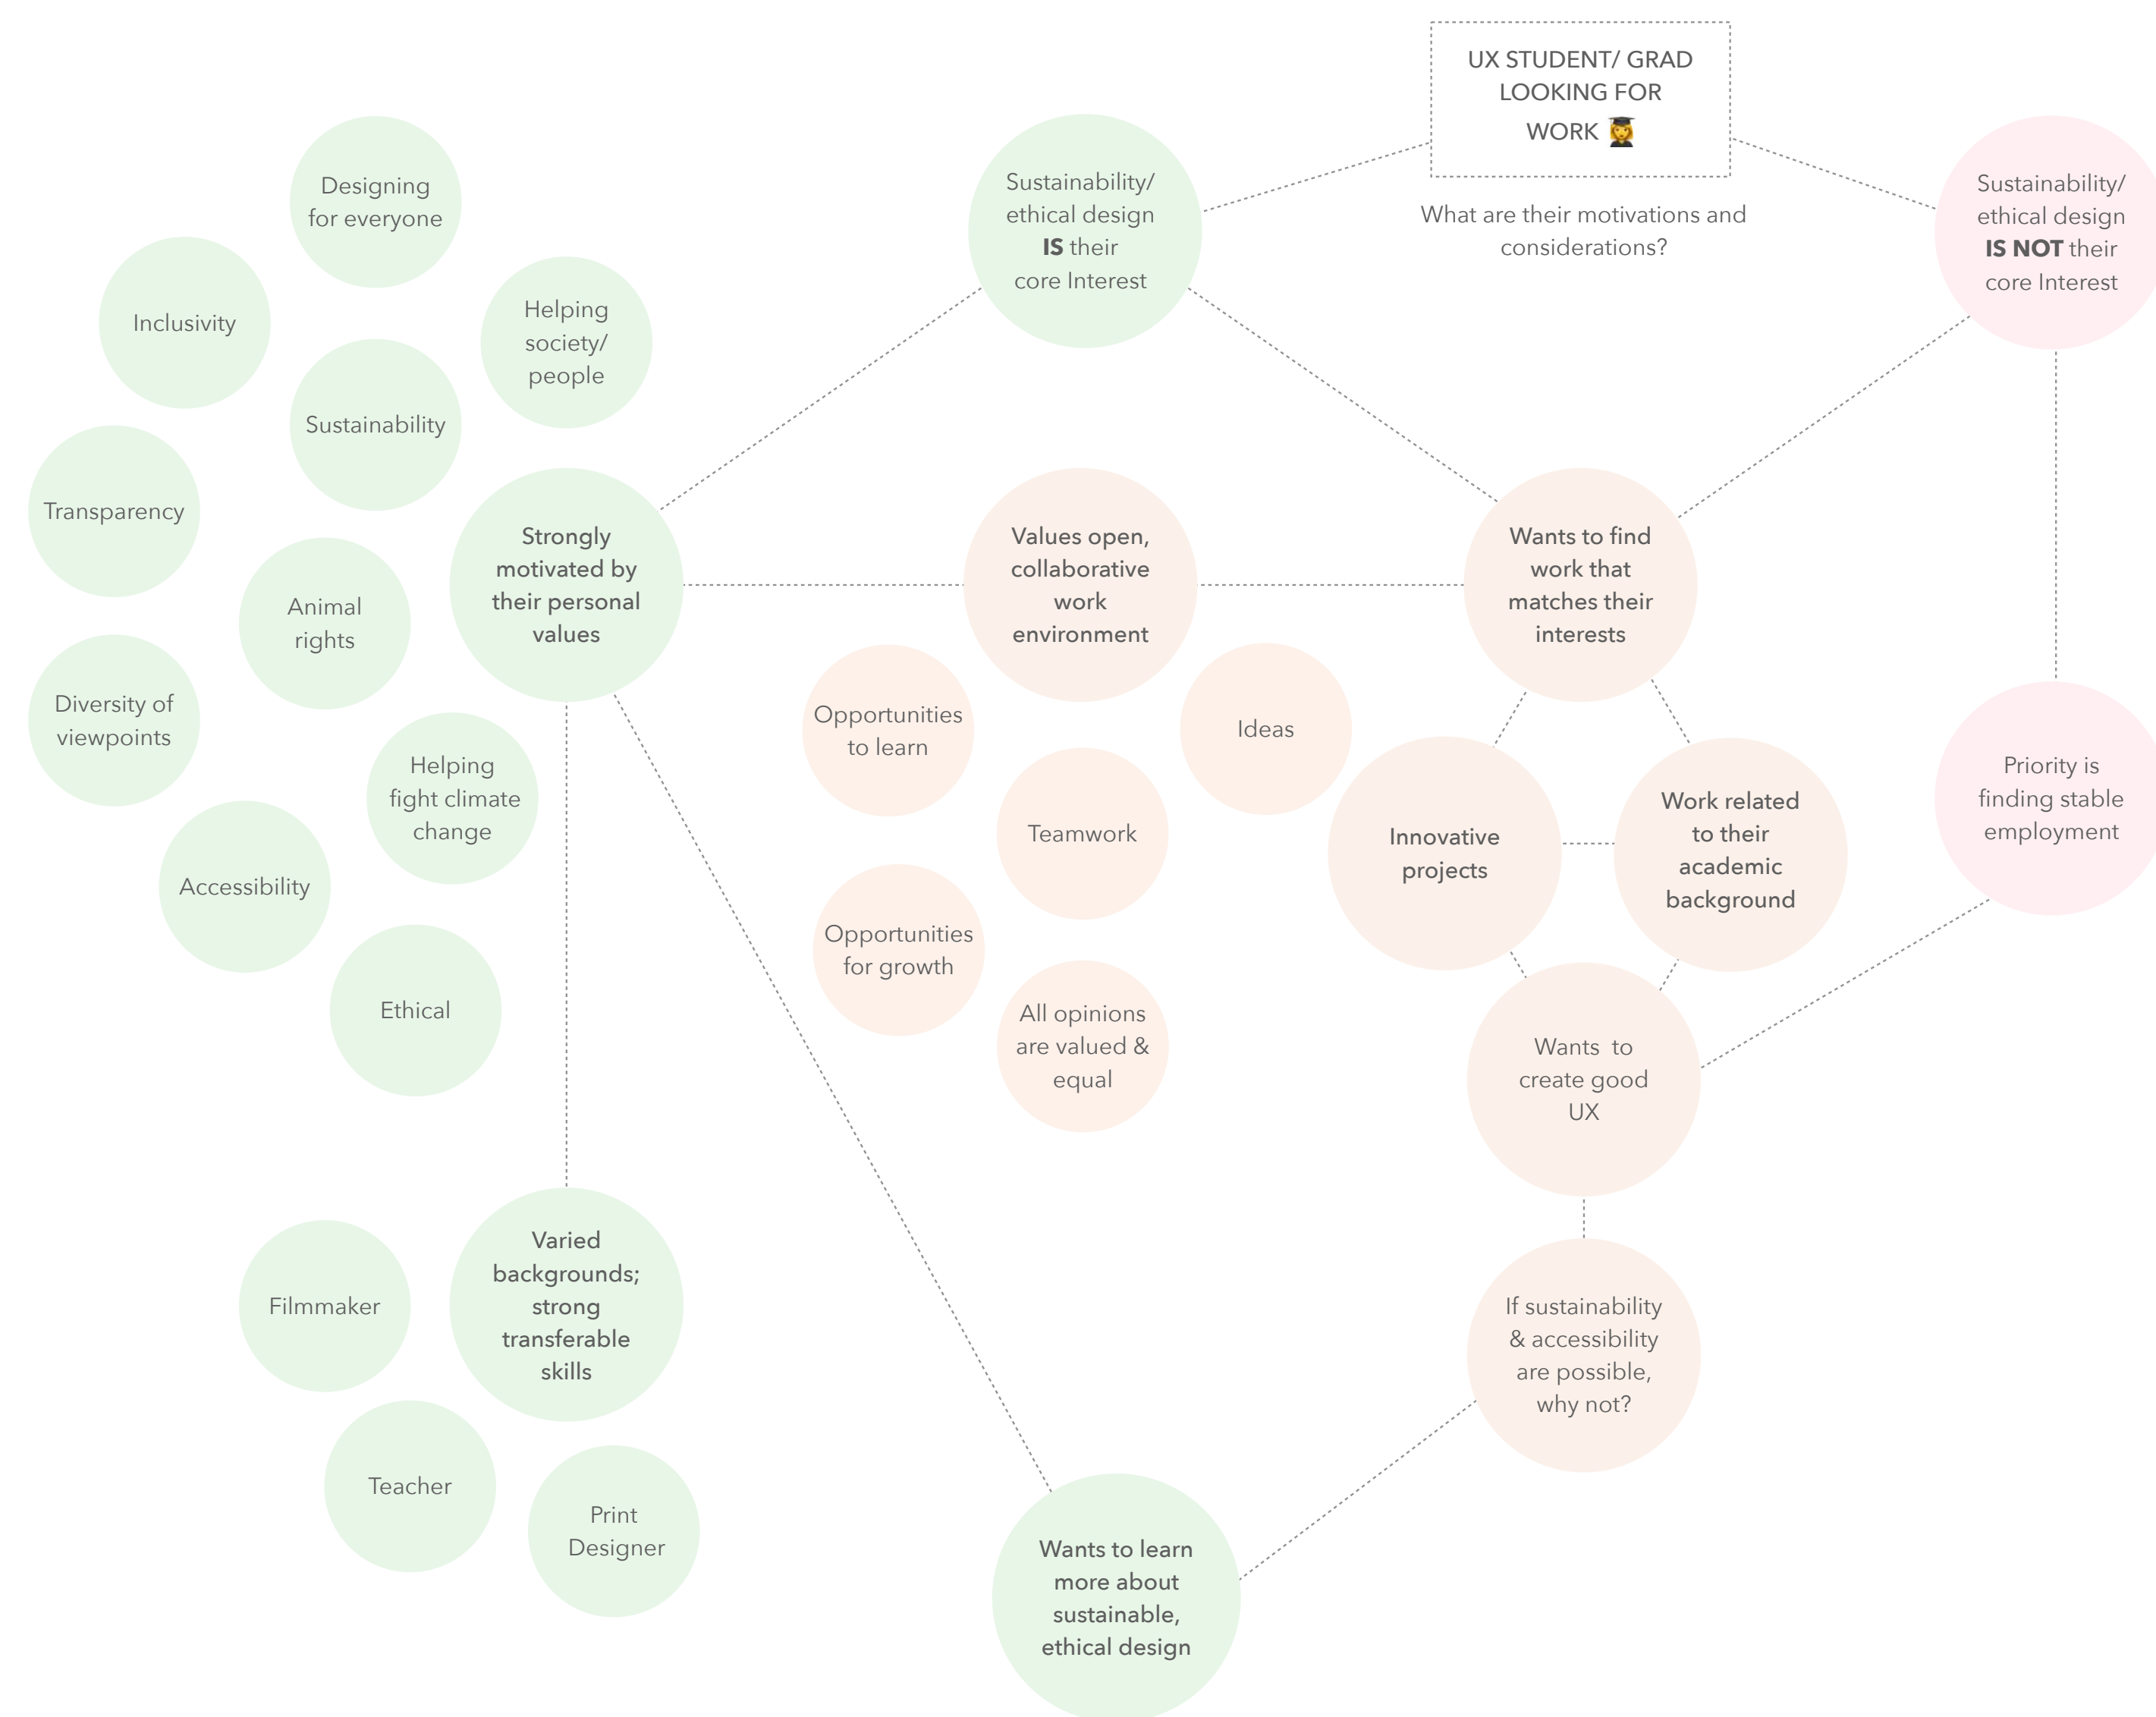 UX STUDENT/ GRAD
LOOKING FOR
WORK
What are their motivations and
considerations?
Sustainability/
ethical design
IS their
core Interest
Sustainability/
ethical design
IS NOT their
core Interest
Designing
for everyone
Inclusivity
Helping
society/
people
Sustainability
Transparency
Animal
rights
Diversity of
viewpoints
Helping
fight climate
change
Accessibility
Ethical
Strongly
motivated by
their personal
values
Values open,
collaborative
work
environment
Wants to find
work that
matches their
interests
Opportunities
to learn
Ideas
Teamwork
Opportunities
for growth
All opinions
are valued &
equal
Innovative
projects
Work related
to their
academic
background
Priority is
finding stable
employment
Wants  to
create good
UX
If sustainability
& accessibility
are possible,
why not?
Varied
backgrounds;
strong
transferable
skills
Filmmaker
Teacher
Print
Designer
Wants to learn
more about
sustainable,
ethical design